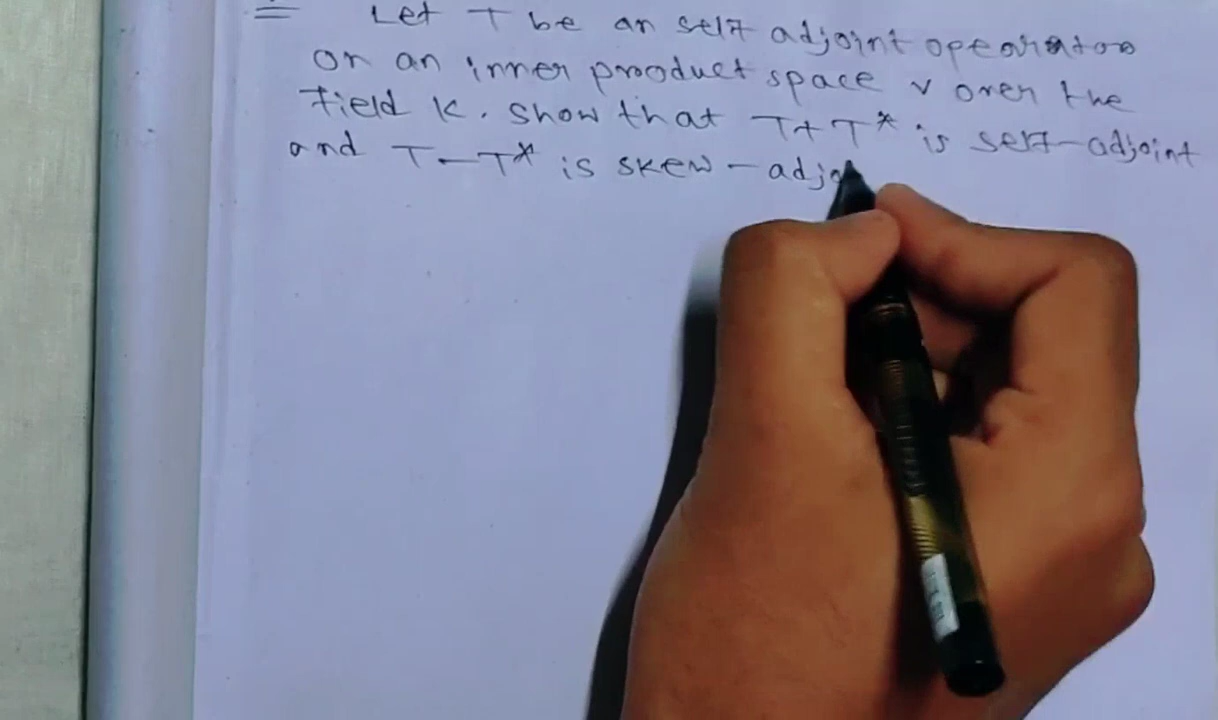 = Let T be an self adjoint operator
on an inner product space v over the
field K. show that T+T* is self-adjoint
and T-T* is skew-adjo